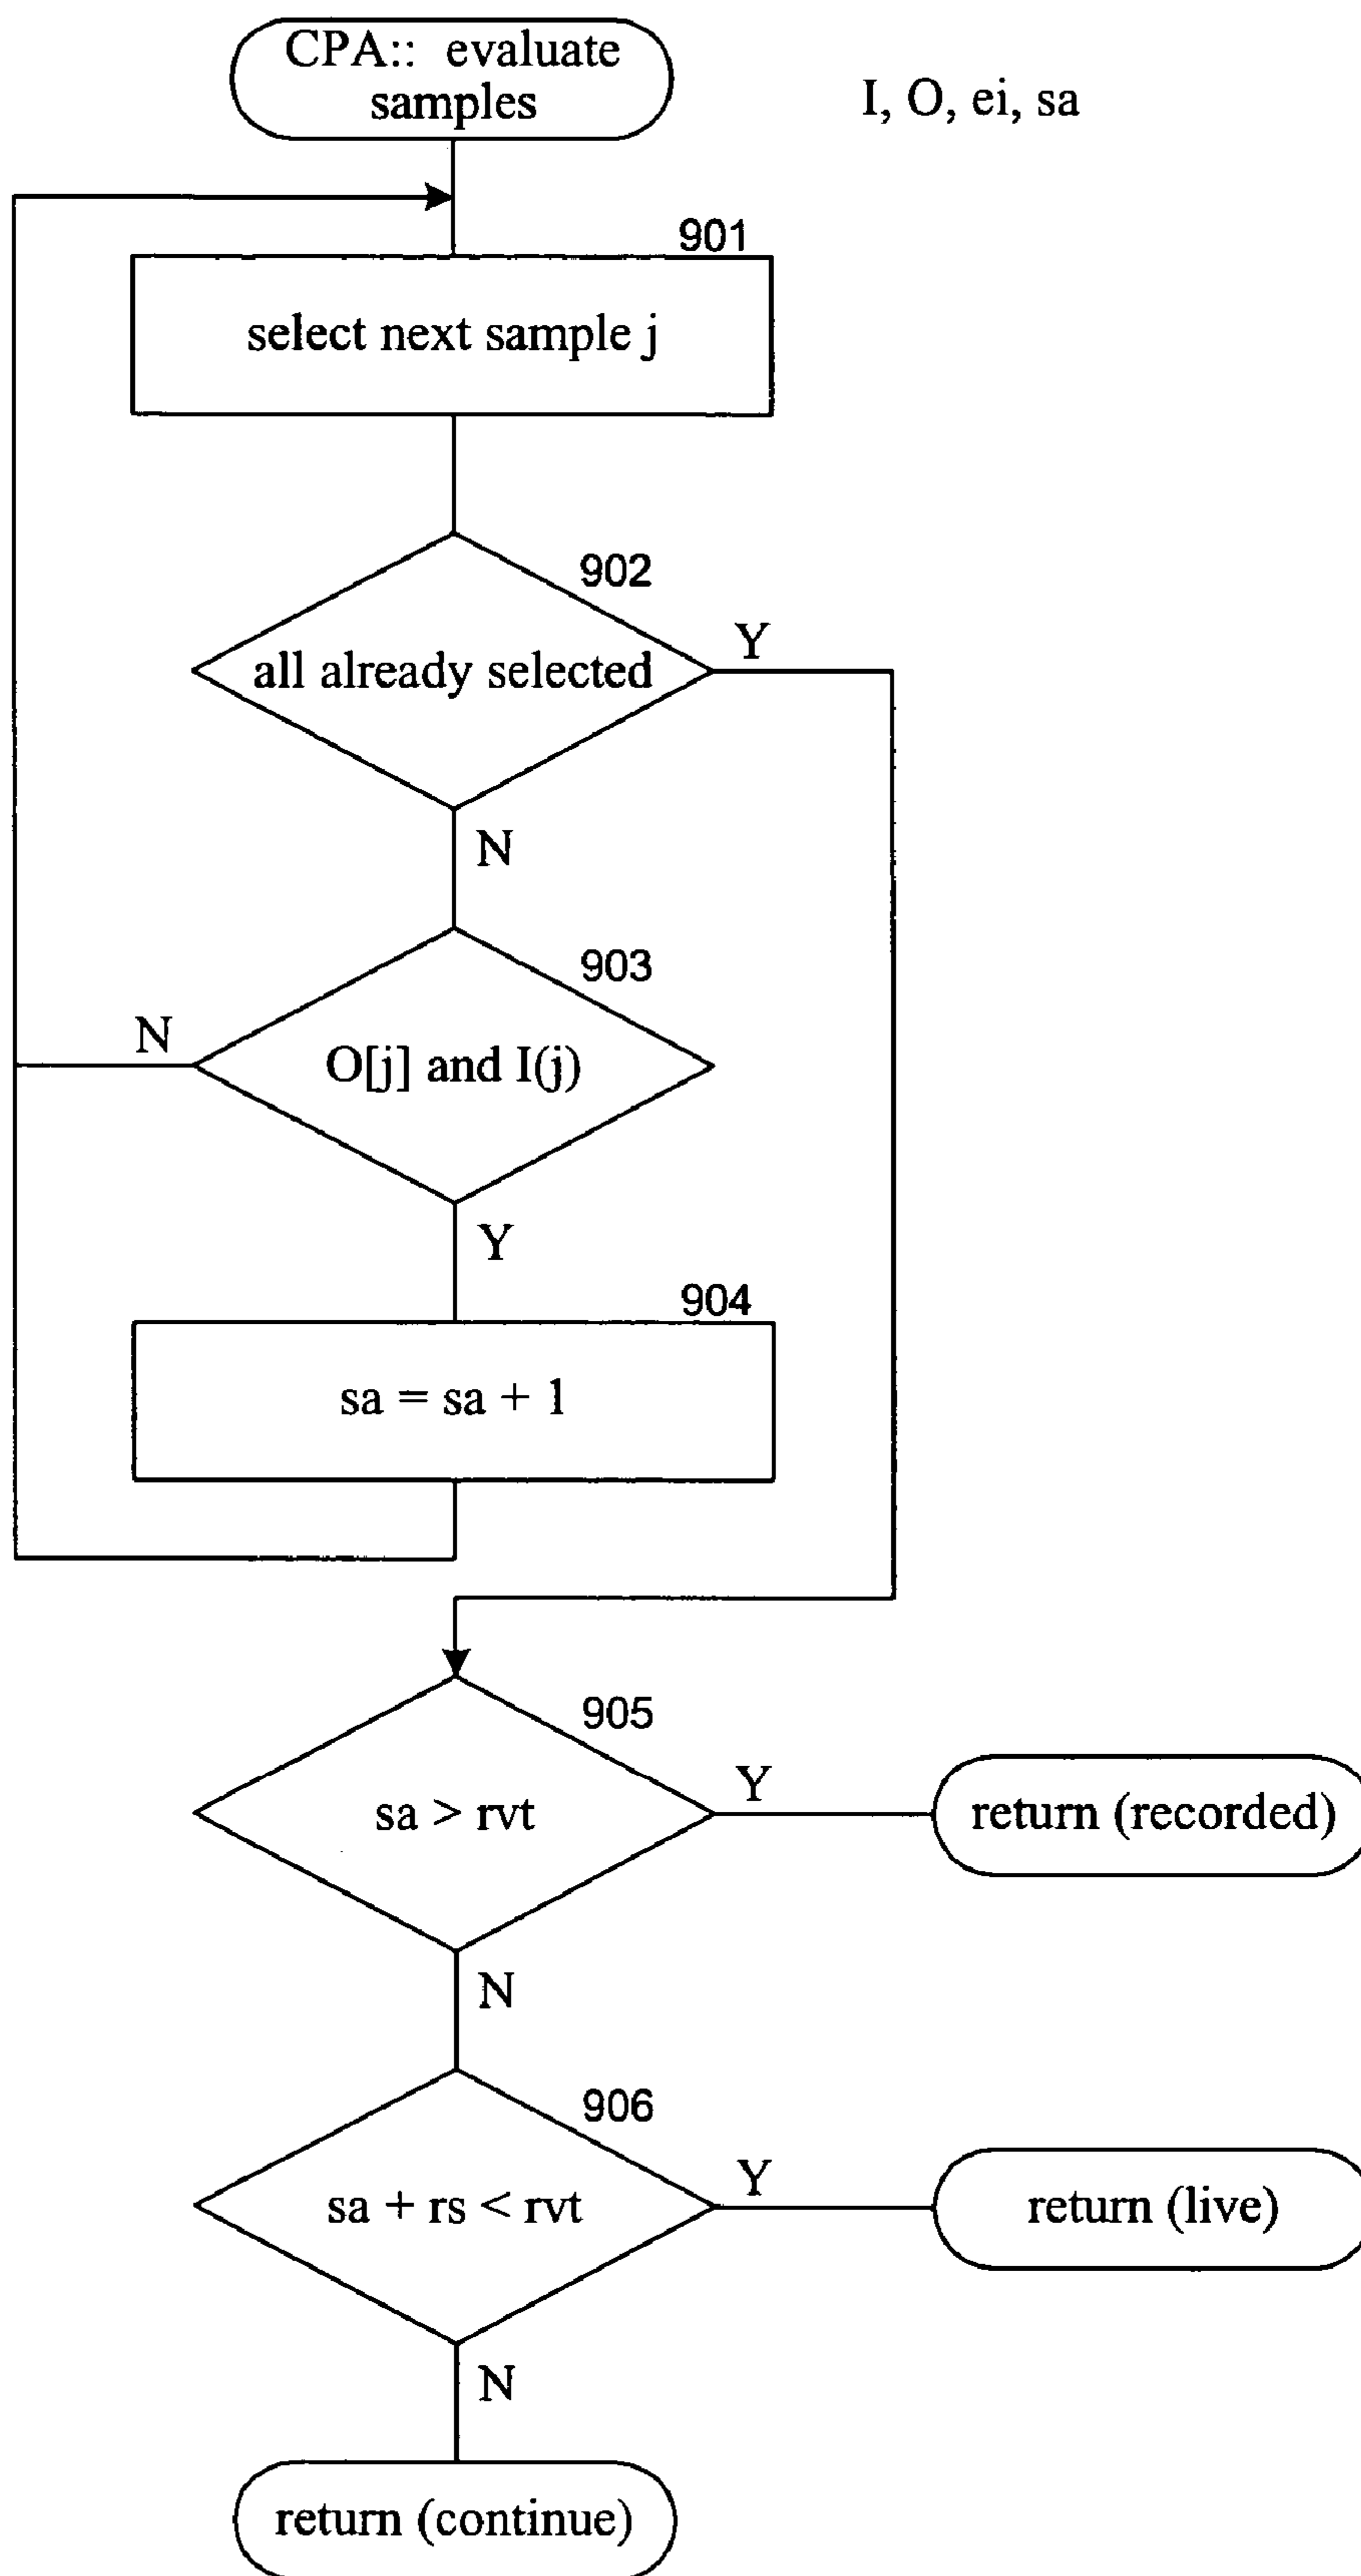 CPA:: evaluate
samples
I, O, ei, sa
901
select next sample j
902
all already selected
Y
N
903
O[j] and I(j)
N
Y
904
sa = sa + 1
905
sa > rvt
Y
return (recorded)
N
906
sa + rs < rvt
Y
return (live)
N
return (continue)